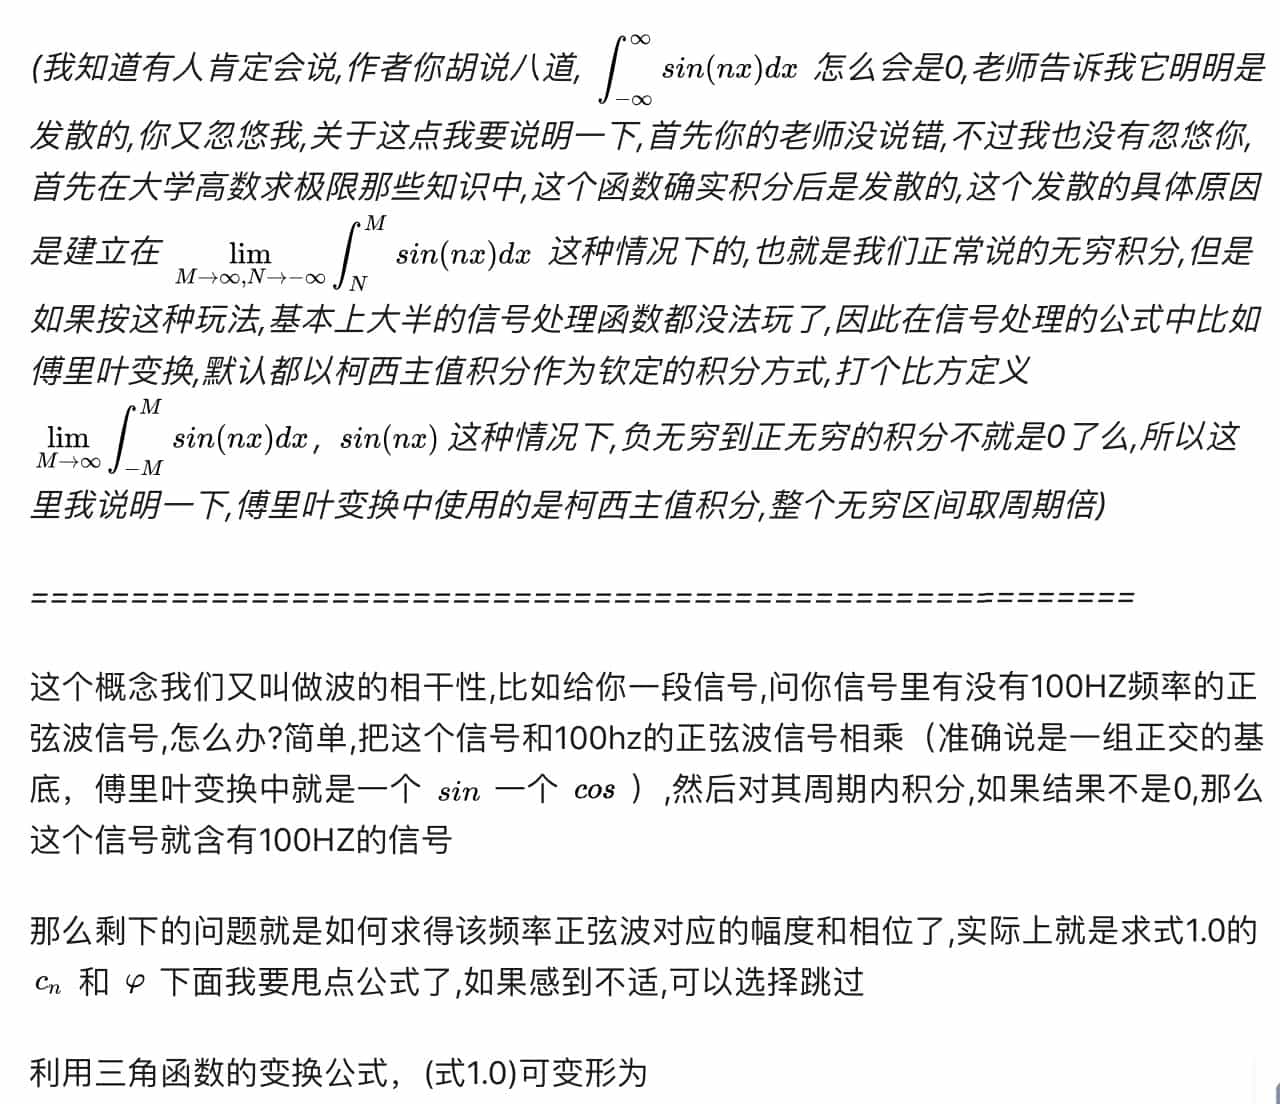 (我知道有人肯定会说,作者你胡说八道, ∫_{-∞}^{∞} sin(nx)dx 怎么会是0,老师告诉我它明明是
发散的,你又忽悠我,关于这点我要说明一下,首先你的老师没说错,不过我也没有忽悠你,
首先在大学高数求极限那些知识中,这个函数确实积分后是发散的,这个发散的具体原因
是建立在 lim_{M→∞,N→-∞} ∫_{N}^{M} sin(nx)dx 这种情况下的,也就是我们正常说的无穷积分,但是
如果按这种玩法,基本上大半的信号处理函数都没法玩了,因此在信号处理的公式中比如
傅里叶变换,默认都以柯西主值积分作为钦定的积分方式,打个比方定义
lim_{M→∞} ∫_{-M}^{M} sin(nx)dx, sin(nx) 这种情况下,负无穷到正无穷的积分不就是0了么,所以这
里我说明一下,傅里叶变换中使用的是柯西主值积分,整个无穷区间取周期倍)
=======================================================
这个概念我们又叫做波的相干性,比如给你一段信号,问你信号里有没有100HZ频率的正
弦波信号,怎么办?简单,把这个信号和100hz的正弦波信号相乘（准确说是一组正交的基
底，傅里叶变换中就是一个 sin 一个 cos ）,然后对其周期内积分,如果结果不是0,那么
这个信号就含有100HZ的信号
那么剩下的问题就是如何求得该频率正弦波对应的幅度和相位了,实际上就是求式1.0的
c_n 和 φ 下面我要甩点公式了,如果感到不适,可以选择跳过
利用三角函数的变换公式，(式1.0)可变形为